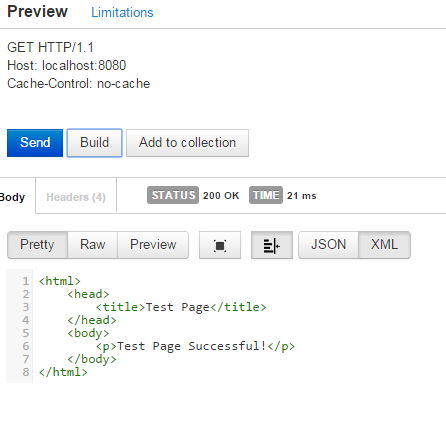 Preview Limitations
GET HTTP/1.1
Host: localhost:8080
Cache-Control: no-cache
Send Build Add to collection
Body Headers (4) STATUS 200 OK TIME 21 ms
Pretty Raw Preview JSON XML
1 <html>
2     <head>
3         <title>Test Page</title>
4     </head>
5     <body>
6         <p>Test Page Successful!</p>
7     </body>
8 </html>